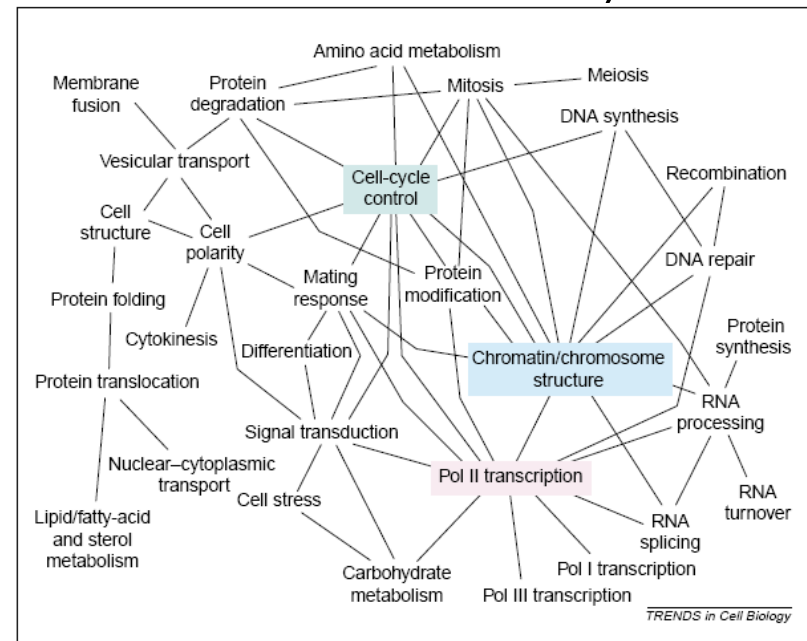 Amino acid metabolism
Membrane
fusion
Protein
degradation
Mitosis
Meiosis
DNA synthesis
Vesicular transport
Cell-cycle
control
Recombination
Cell
structure
Cell
polarity
DNA repair
Mating
response
Protein
modification
Protein folding
Cytokinesis
Differentiation
Chromatin/chromosome
structure
Protein
synthesis
Protein translocation
RNA
processing
Signal transduction
Nuclear–cytoplasmic
transport
Pol II transcription
Cell stress
RNA
turnover
Lipid/fatty-acid
and sterol
metabolism
RNA
splicing
Carbohydrate
metabolism
Pol I transcription
Pol III transcription
TRENDS in Cell Biology